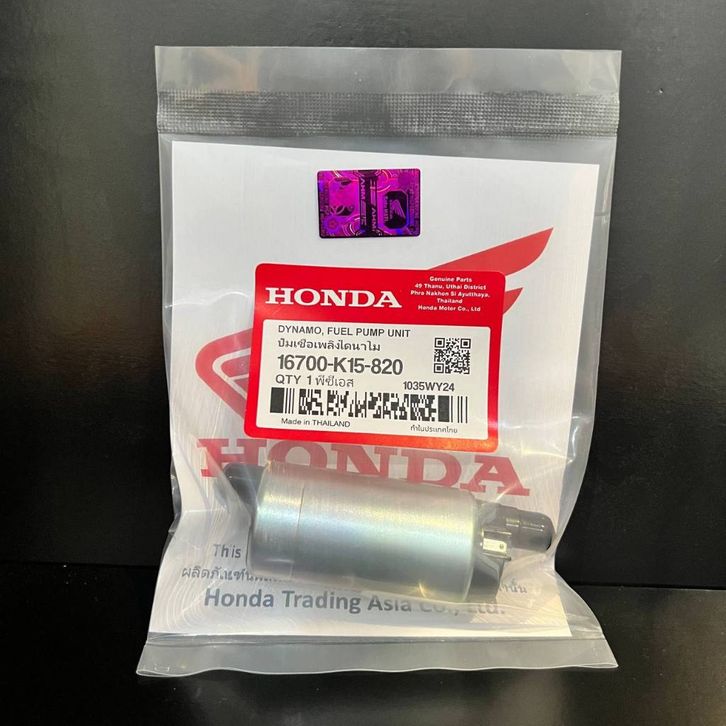 Genuine Parts
49 Thanu, Uthai District
Phra Nakhon Si Ayutthaya,
Thailand
Honda Motor Co., Ltd
HONDA
DYNAMO, FUEL PUMP UNIT
ปั๊มเชื้อเพลิงไดนาโม
16700-K15-820
QTY 1 พีซีเอส
1035WY24
Made in THAILAND
ทำในประเทศไทย
HONDA
This
Honda Trading Asia Co., Ltd.